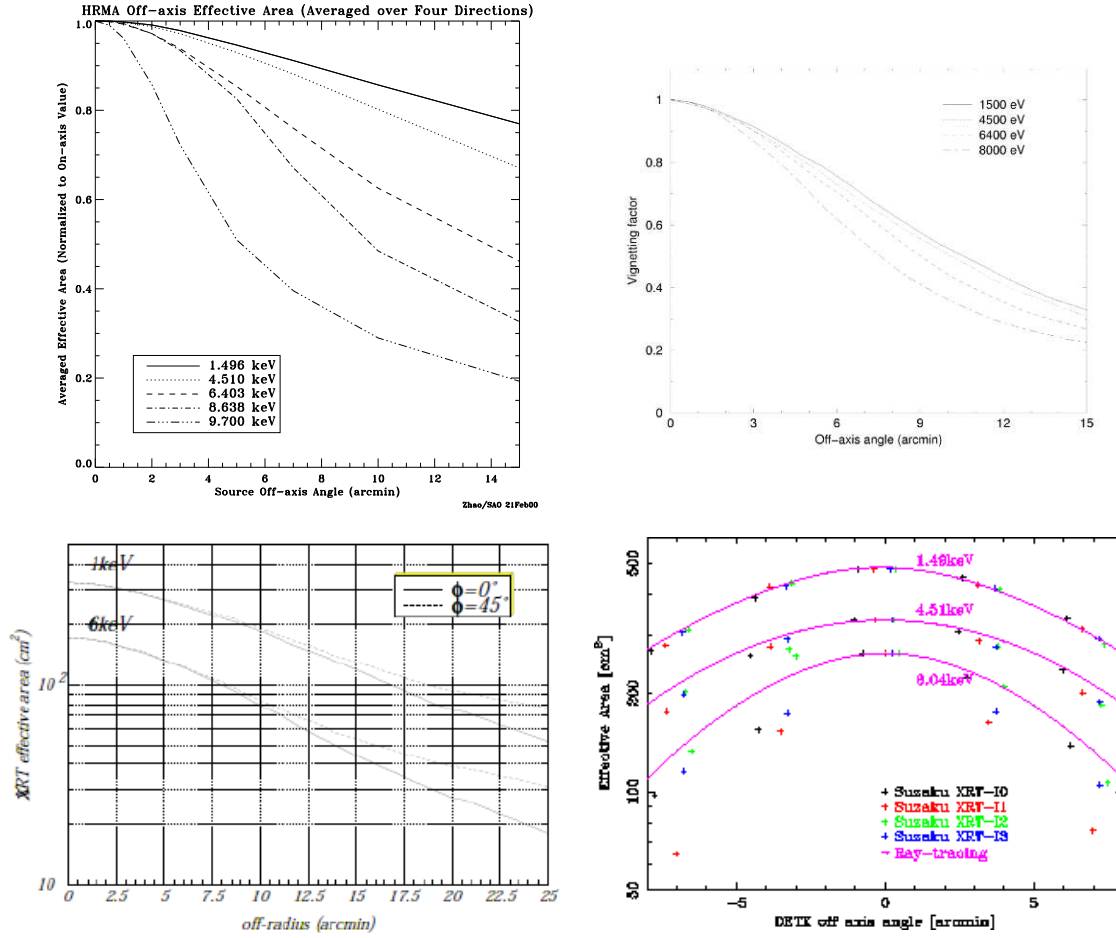 HRMA Off-axis Effective Area (Averaged over Four Directions)
1.0
0.8
0.6
0.4
0.2
0.0
Averaged Effective Area (Normalized to On-axis Value)
1.496 keV
4.510 keV
6.403 keV
8.638 keV
9.700 keV
0 2 4 6 8 10 12 14
Source Off-axis Angle (arcmin)
Zhao/SAO 21Feb00
1
0.8
0.6
0.4
0.2
0
Vignetting factor
1500 eV
4500 eV
6400 eV
8000 eV
0 3 6 9 12 15
Off-axis angle (arcmin)
1keV
6keV
ϕ=0°
ϕ=45°
XRT effective area (cm²)
10²
10
0 2.5 5 7.5 10 12.5 15 17.5 20 22.5 25
off-radius (arcmin)
500
200
100
50
Effective Area [cm²]
1.49keV
4.51keV
8.04keV
+ Suzaku XRT-I0
+ Suzaku XRT-I1
+ Suzaku XRT-I2
+ Suzaku XRT-I3
− Ray-tracing
−5 0 5
DETX off axis angle [arcmin]